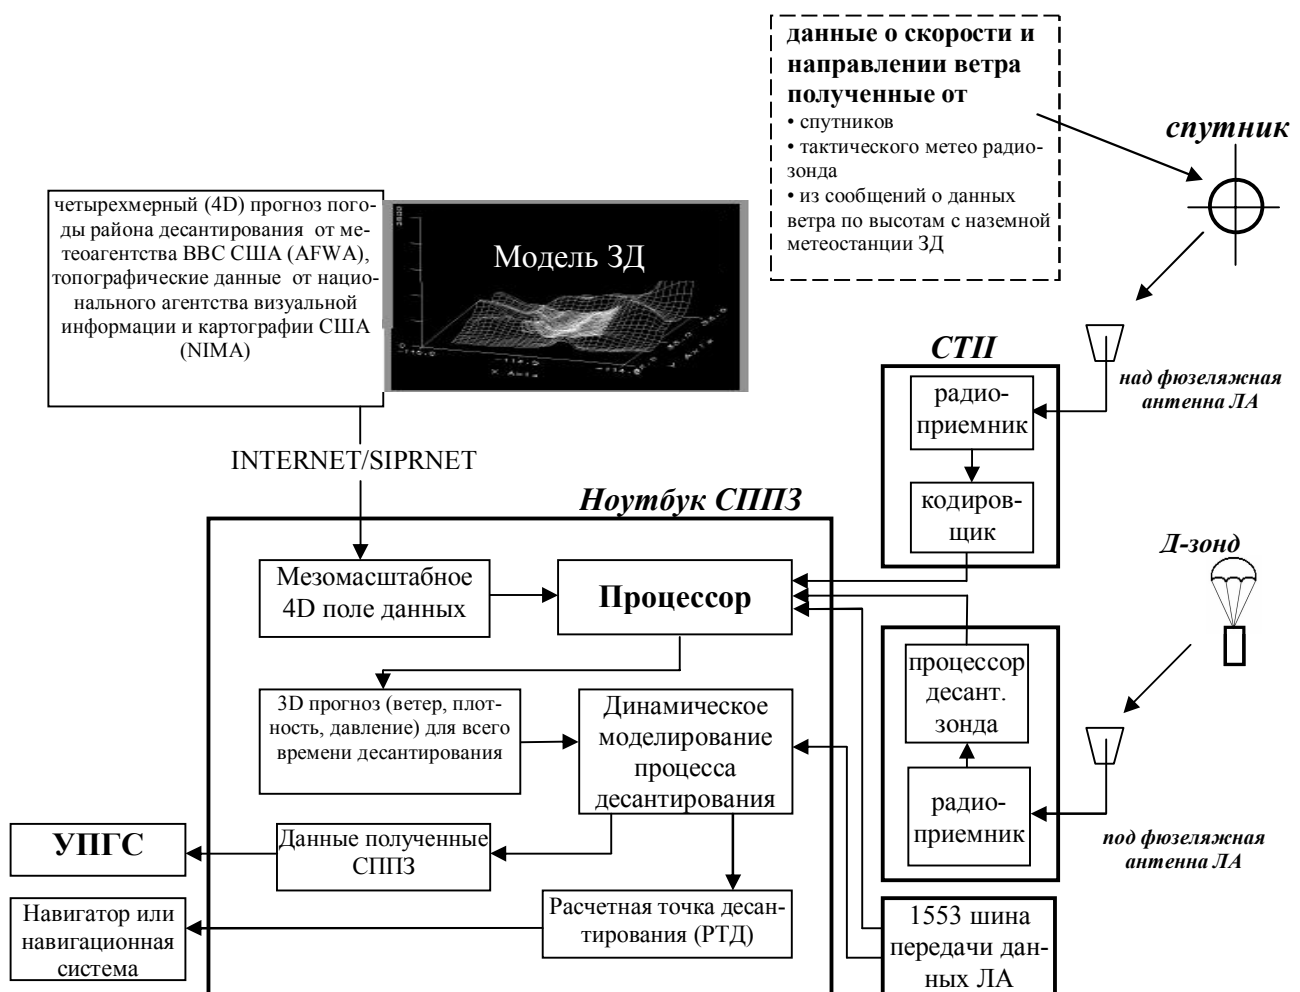 данные о скорости и
направлении ветра
полученные от
• спутников
• тактического метео радио-
зонда
• из сообщений о данных
ветра по высотам с наземной
метеостанции ЗД
спутник
четырехмерный (4D) прогноз пого-
ды района десантирования от ме-
теоагентства ВВС США (AFWA),
топографические данные от нацио-
нального агентства визуальной
информации и картографии США
(NIMA)
Модель ЗД
X Axis
Y Axis
СТII
над фюзеляжная
антенна ЛА
радио-
приемник
кодиров-
щик
INTERNET/SIPRNET
Ноутбук СППЗ
Д-зонд
Мезомасштабное
4D поле данных
Процессор
процессор
десант.
зонда
радио-
приемник
под фюзеляжная
антенна ЛА
3D прогноз (ветер, плот-
ность, давление) для всего
времени десантирования
Динамическое
моделирование
процесса
десантирования
УПГС
Данные полученные
СППЗ
Навигатор или
навигационная
система
Расчетная точка десан-
тирования (РТД)
1553 шина
передачи дан-
ных ЛА